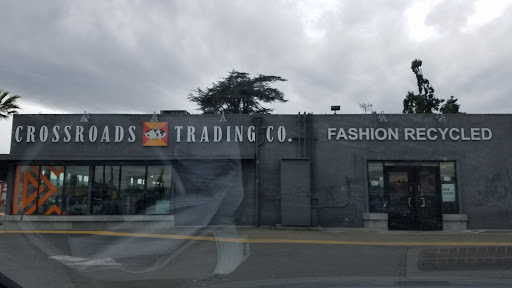 CROSSROADS TRADING CO.
FASHION RECYCLED